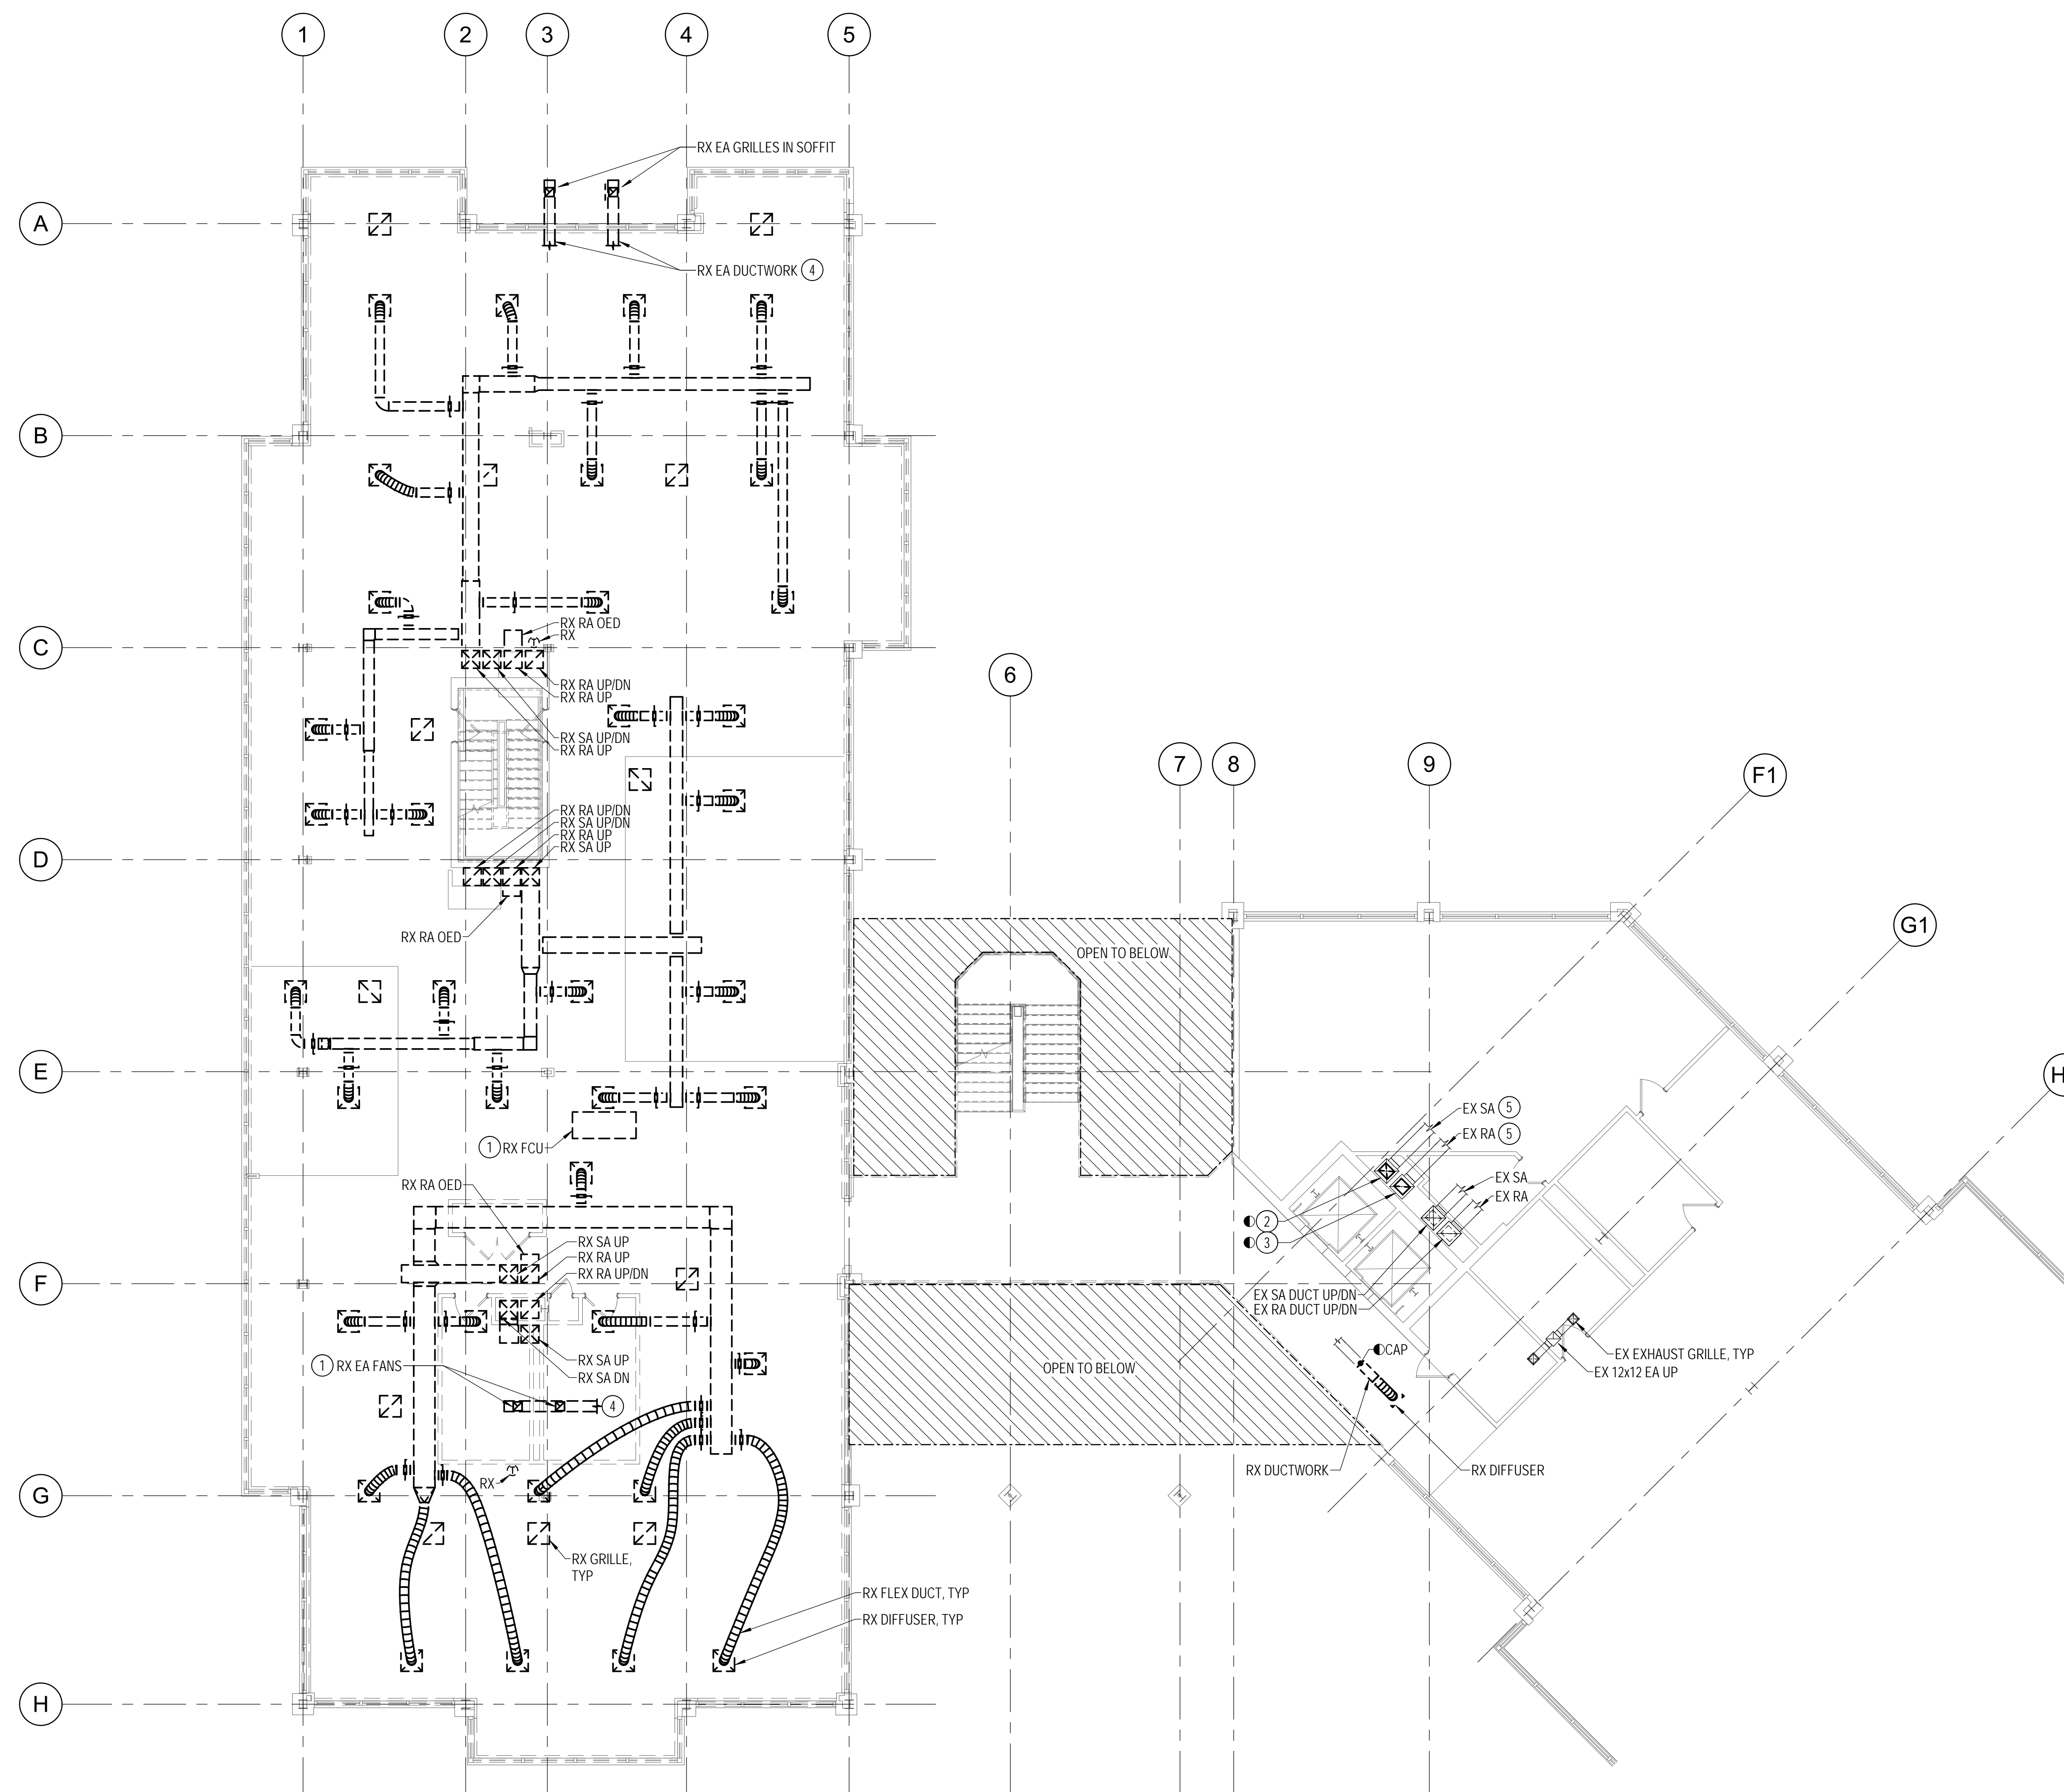 1
2
3
4
5
RX EA GRILLES IN SOFFIT
A
RX EA DUCTWORK 4
B
RX RA OED
RX
C
RX RA UP/DN
RX RA UP
6
RX SA UP/DN
RX RA UP
7
8
9
F1
RX RA UP/DN
RX SA UP/DN
RX RA UP
RX SA UP
D
G1
RX RA OED
OPEN TO BELOW
E
H
EX SA 5
EX RA 5
1 RX FCU
RX RA OED
EX SA
EX RA
2
3
RX SA UP
RX RA UP
RX RA UP/DN
F
EX SA DUCT UP/DN
EX RA DUCT UP/DN
CAP
EX EXHAUST GRILLE, TYP
EX 12x12 EA UP
RX SA UP
RX SA DN
1 RX EA FANS
OPEN TO BELOW
4
RX DUCTWORK
RX DIFFUSER
RX
G
RX GRILLE,
TYP
RX FLEX DUCT, TYP
RX DIFFUSER, TYP
H